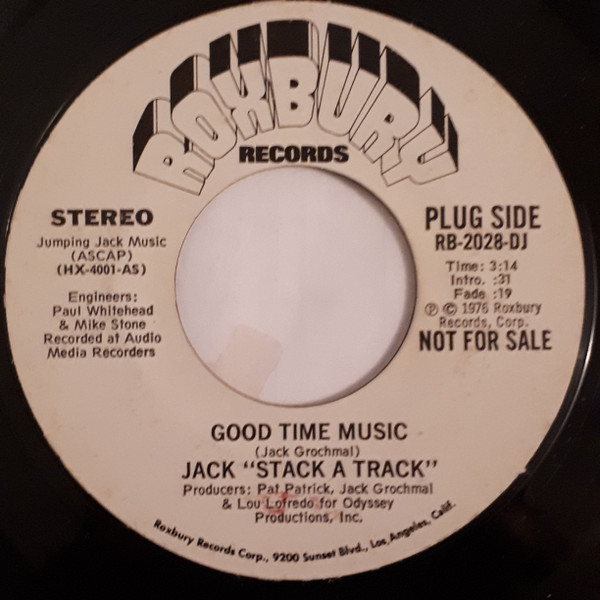 ROXBURY
RECORDS
STEREO
Jumping Jack Music
(ASCAP)
(HX-4001-AS)
Engineers:
Paul Whitehead
& Mike Stone
Recorded at Audio
Media Recorders
PLUG SIDE
RB-2028-DJ
Time: 3:14
Intro. :31
Fade :19
℗ © 1976 Roxbury
Records, Corp.
NOT FOR SALE
GOOD TIME MUSIC
(Jack Grochmal)
JACK "STACK A TRACK"
Producers: Pat Patrick, Jack Grochmal
& Lou Lofredo for Odyssey
Productions, Inc.
Roxbury Records Corp., 9200 Sunset Blvd., Los Angeles, Calif.